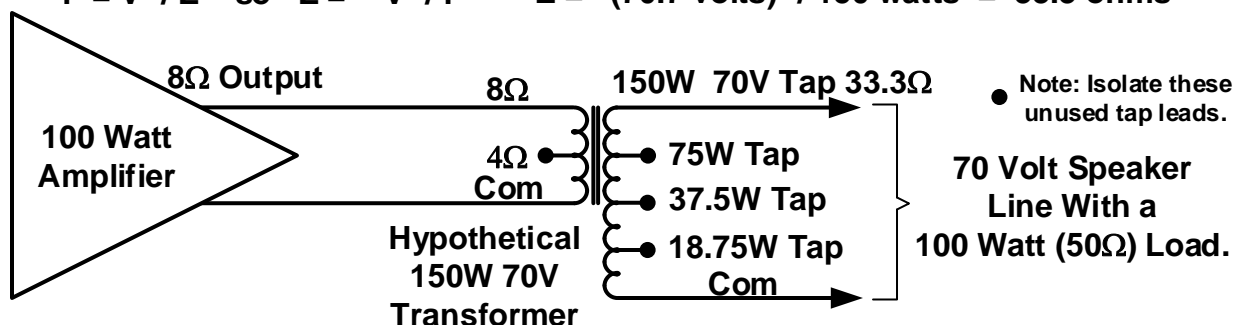 8Ω Output
8Ω
150W 70V Tap 33.3Ω
● Note: Isolate these
unused tap leads.
100 Watt
Amplifier
4Ω
Com
75W Tap
37.5W Tap
18.75W Tap
Com
70 Volt Speaker
Line With a
100 Watt (50Ω) Load.
Hypothetical
150W 70V
Transformer